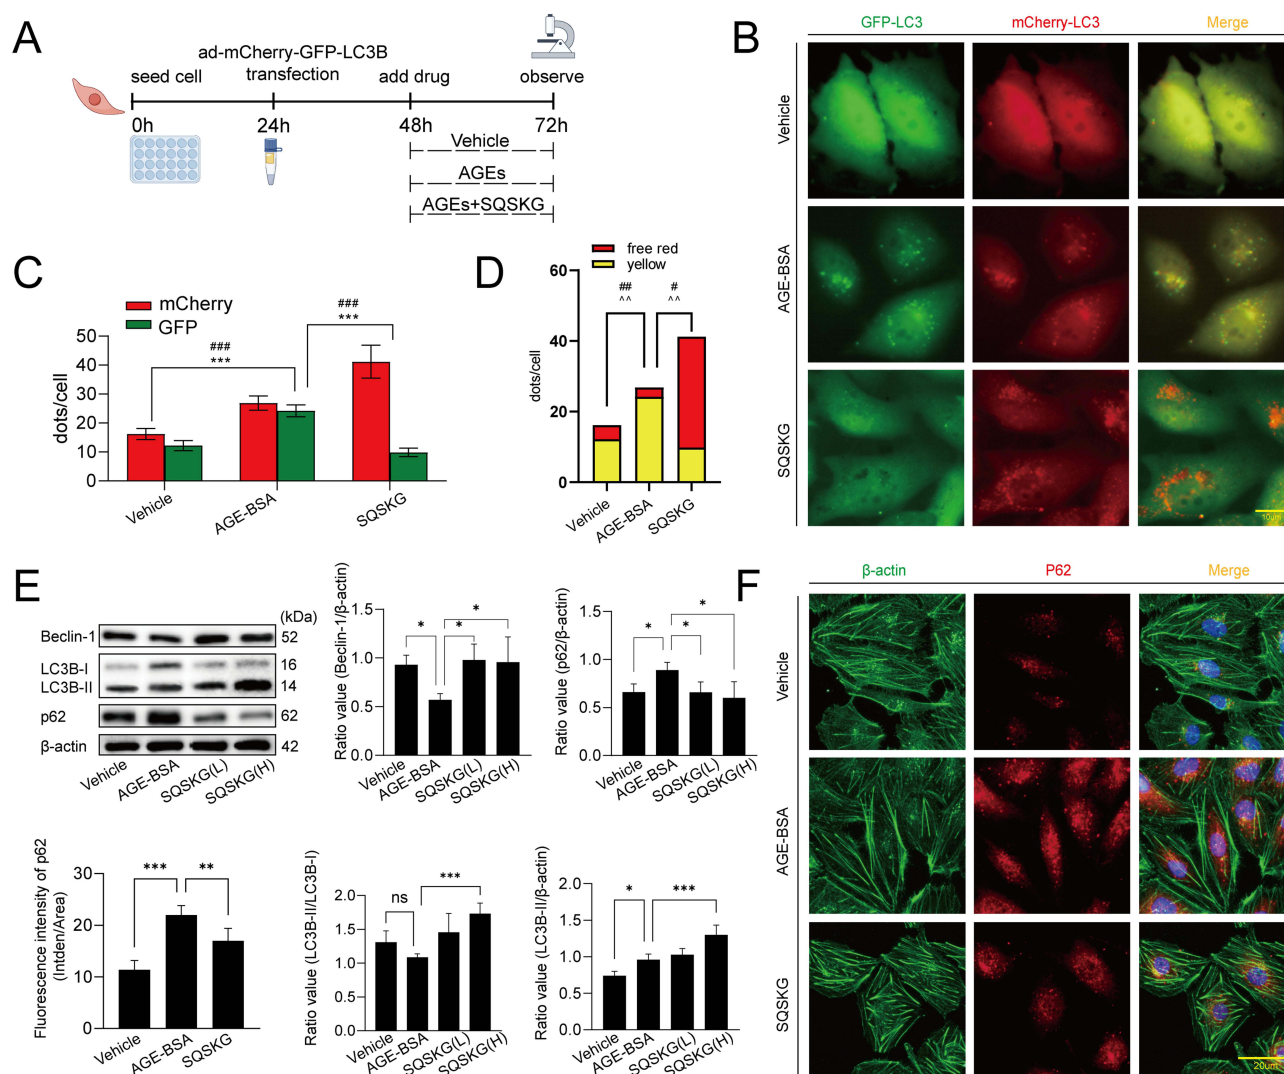 A
ad-mCherry-GFP-LC3B
transfection
seed cell
add drug
observe
0h
24h
48h
72h
Vehicle
AGEs
AGEs+SQSKG
B
GFP-LC3
mCherry-LC3
Merge
Vehicle
AGE-BSA
SQSKG
10um
C
mCherry
GFP
###
***
###
***
dots/cell
50
40
30
20
10
0
Vehicle
AGE-BSA
SQSKG
D
free red
yellow
##
^^
#
^^
dots/cell
60
40
20
0
Vehicle
AGE-BSA
SQSKG
E
(kDa)
Beclin-1
52
LC3B-I
16
LC3B-II
14
p62
62
β-actin
42
Vehicle
AGE-BSA
SQSKG(L)
SQSKG(H)
Ratio value (Beclin-1/β-actin)
1.5
1.0
0.5
0.0
*
*
*
Vehicle
AGE-BSA
SQSKG(L)
SQSKG(H)
Ratio value (p62/β-actin)
1.5
1.0
0.5
0.0
*
*
*
Vehicle
AGE-BSA
SQSKG(L)
SQSKG(H)
Fluorescence intensity of p62
(Intden/Area)
30
20
10
0
***
**
Vehicle
AGE-BSA
SQSKG
Ratio value (LC3B-II/LC3B-I)
2.0
1.5
1.0
0.5
0.0
ns
***
Vehicle
AGE-BSA
SQSKG(L)
SQSKG(H)
Ratio value (LC3B-II/β-actin)
2.0
1.5
1.0
0.5
0.0
*
***
Vehicle
AGE-BSA
SQSKG(L)
SQSKG(H)
F
β-actin
P62
Merge
Vehicle
AGE-BSA
SQSKG
20um